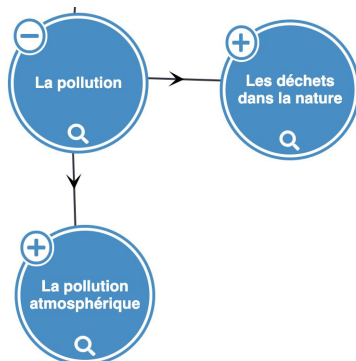 La pollution
Les déchets
dans la nature
La pollution
atmosphérique